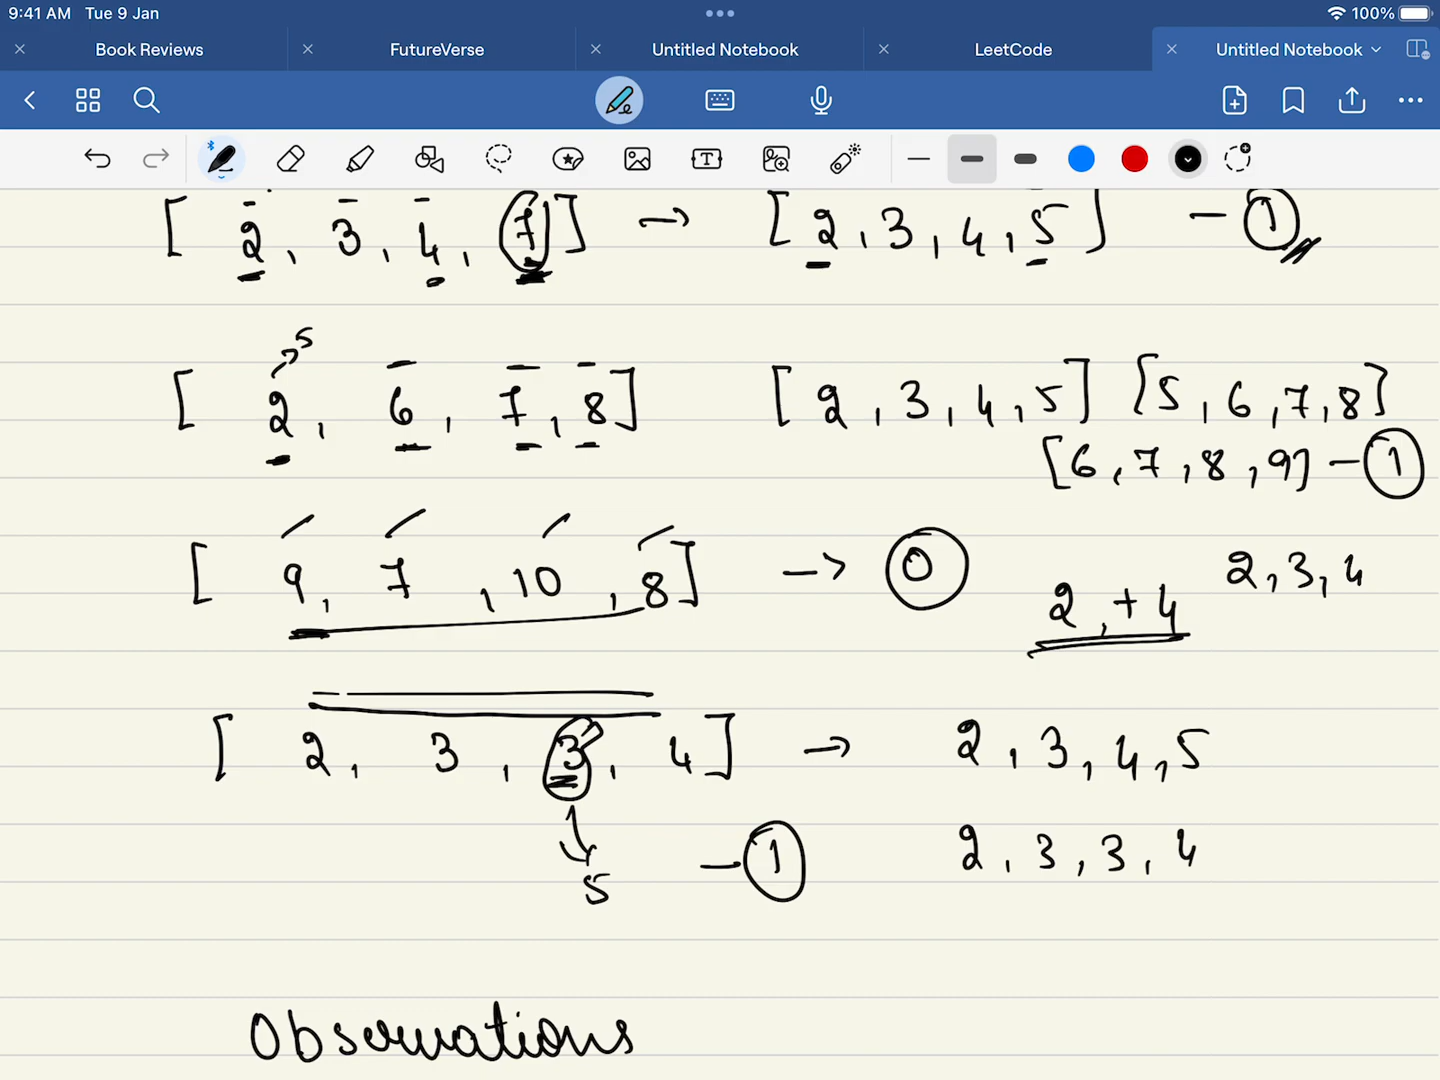 9:41 AM Tue 9 Jan 100%
Book Reviews FutureVerse Untitled Notebook LeetCode Untitled Notebook
[ 2, 3, 4, 7 ] → [ 2, 3, 4, 5 ] - 1
5
[ 2, 6, 7, 8 ] [ 2, 3, 4, 5 ] [ 5, 6, 7, 8 ]
[ 6, 7, 8, 9 ] - 1
[ 9, 7, 10, 8 ] → 0
2, + 4 2, 3, 4
[ 2, 3, 3, 4 ] → 2, 3, 4, 5
5 - 1 2, 3, 3, 4
Observations